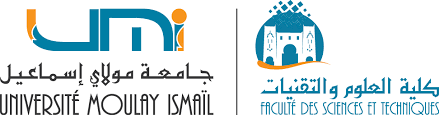 umi
جامعة مولاي إسماعيل
UNIVERSITÉ MOULAY ISMAÏL
كلية العلوم والتقنيات
FACULTÉ DES SCIENCES ET TECHNIQUES